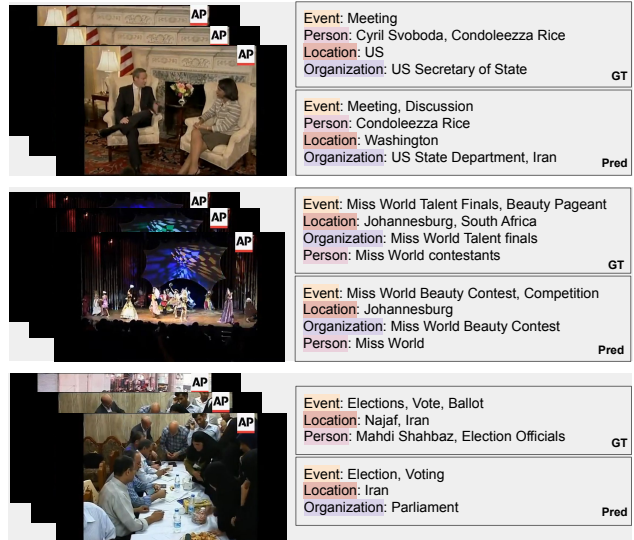 AP
AP
AP
Event: Meeting
Person: Cyril Svoboda, Condoleezza Rice
Location: US
Organization: US Secretary of State
GT
Event: Meeting, Discussion
Person: Condoleezza Rice
Location: Washington
Organization: US State Department, Iran
Pred
AP
AP
AP
Event: Miss World Talent Finals, Beauty Pageant
Location: Johannesburg, South Africa
Organization: Miss World Talent finals
Person: Miss World contestants
GT
Event: Miss World Beauty Contest, Competition
Location: Johannesburg
Organization: Miss World Beauty Contest
Person: Miss World
Pred
AP
AP
AP
Event: Elections, Vote, Ballot
Location: Najaf, Iran
Person: Mahdi Shahbaz, Election Officials
GT
Event: Election, Voting
Location: Iran
Organization: Parliament
Pred